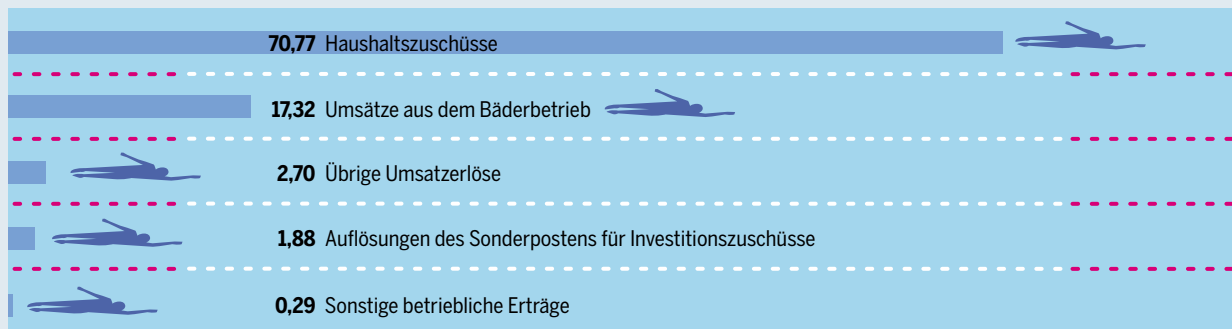 70,77 Haushaltszuschüsse
17,32 Umsätze aus dem Bäderbetrieb
2,70 Übrige Umsatzerlöse
1,88 Auflösungen des Sonderpostens für Investitionszuschüsse
0,29 Sonstige betriebliche Erträge